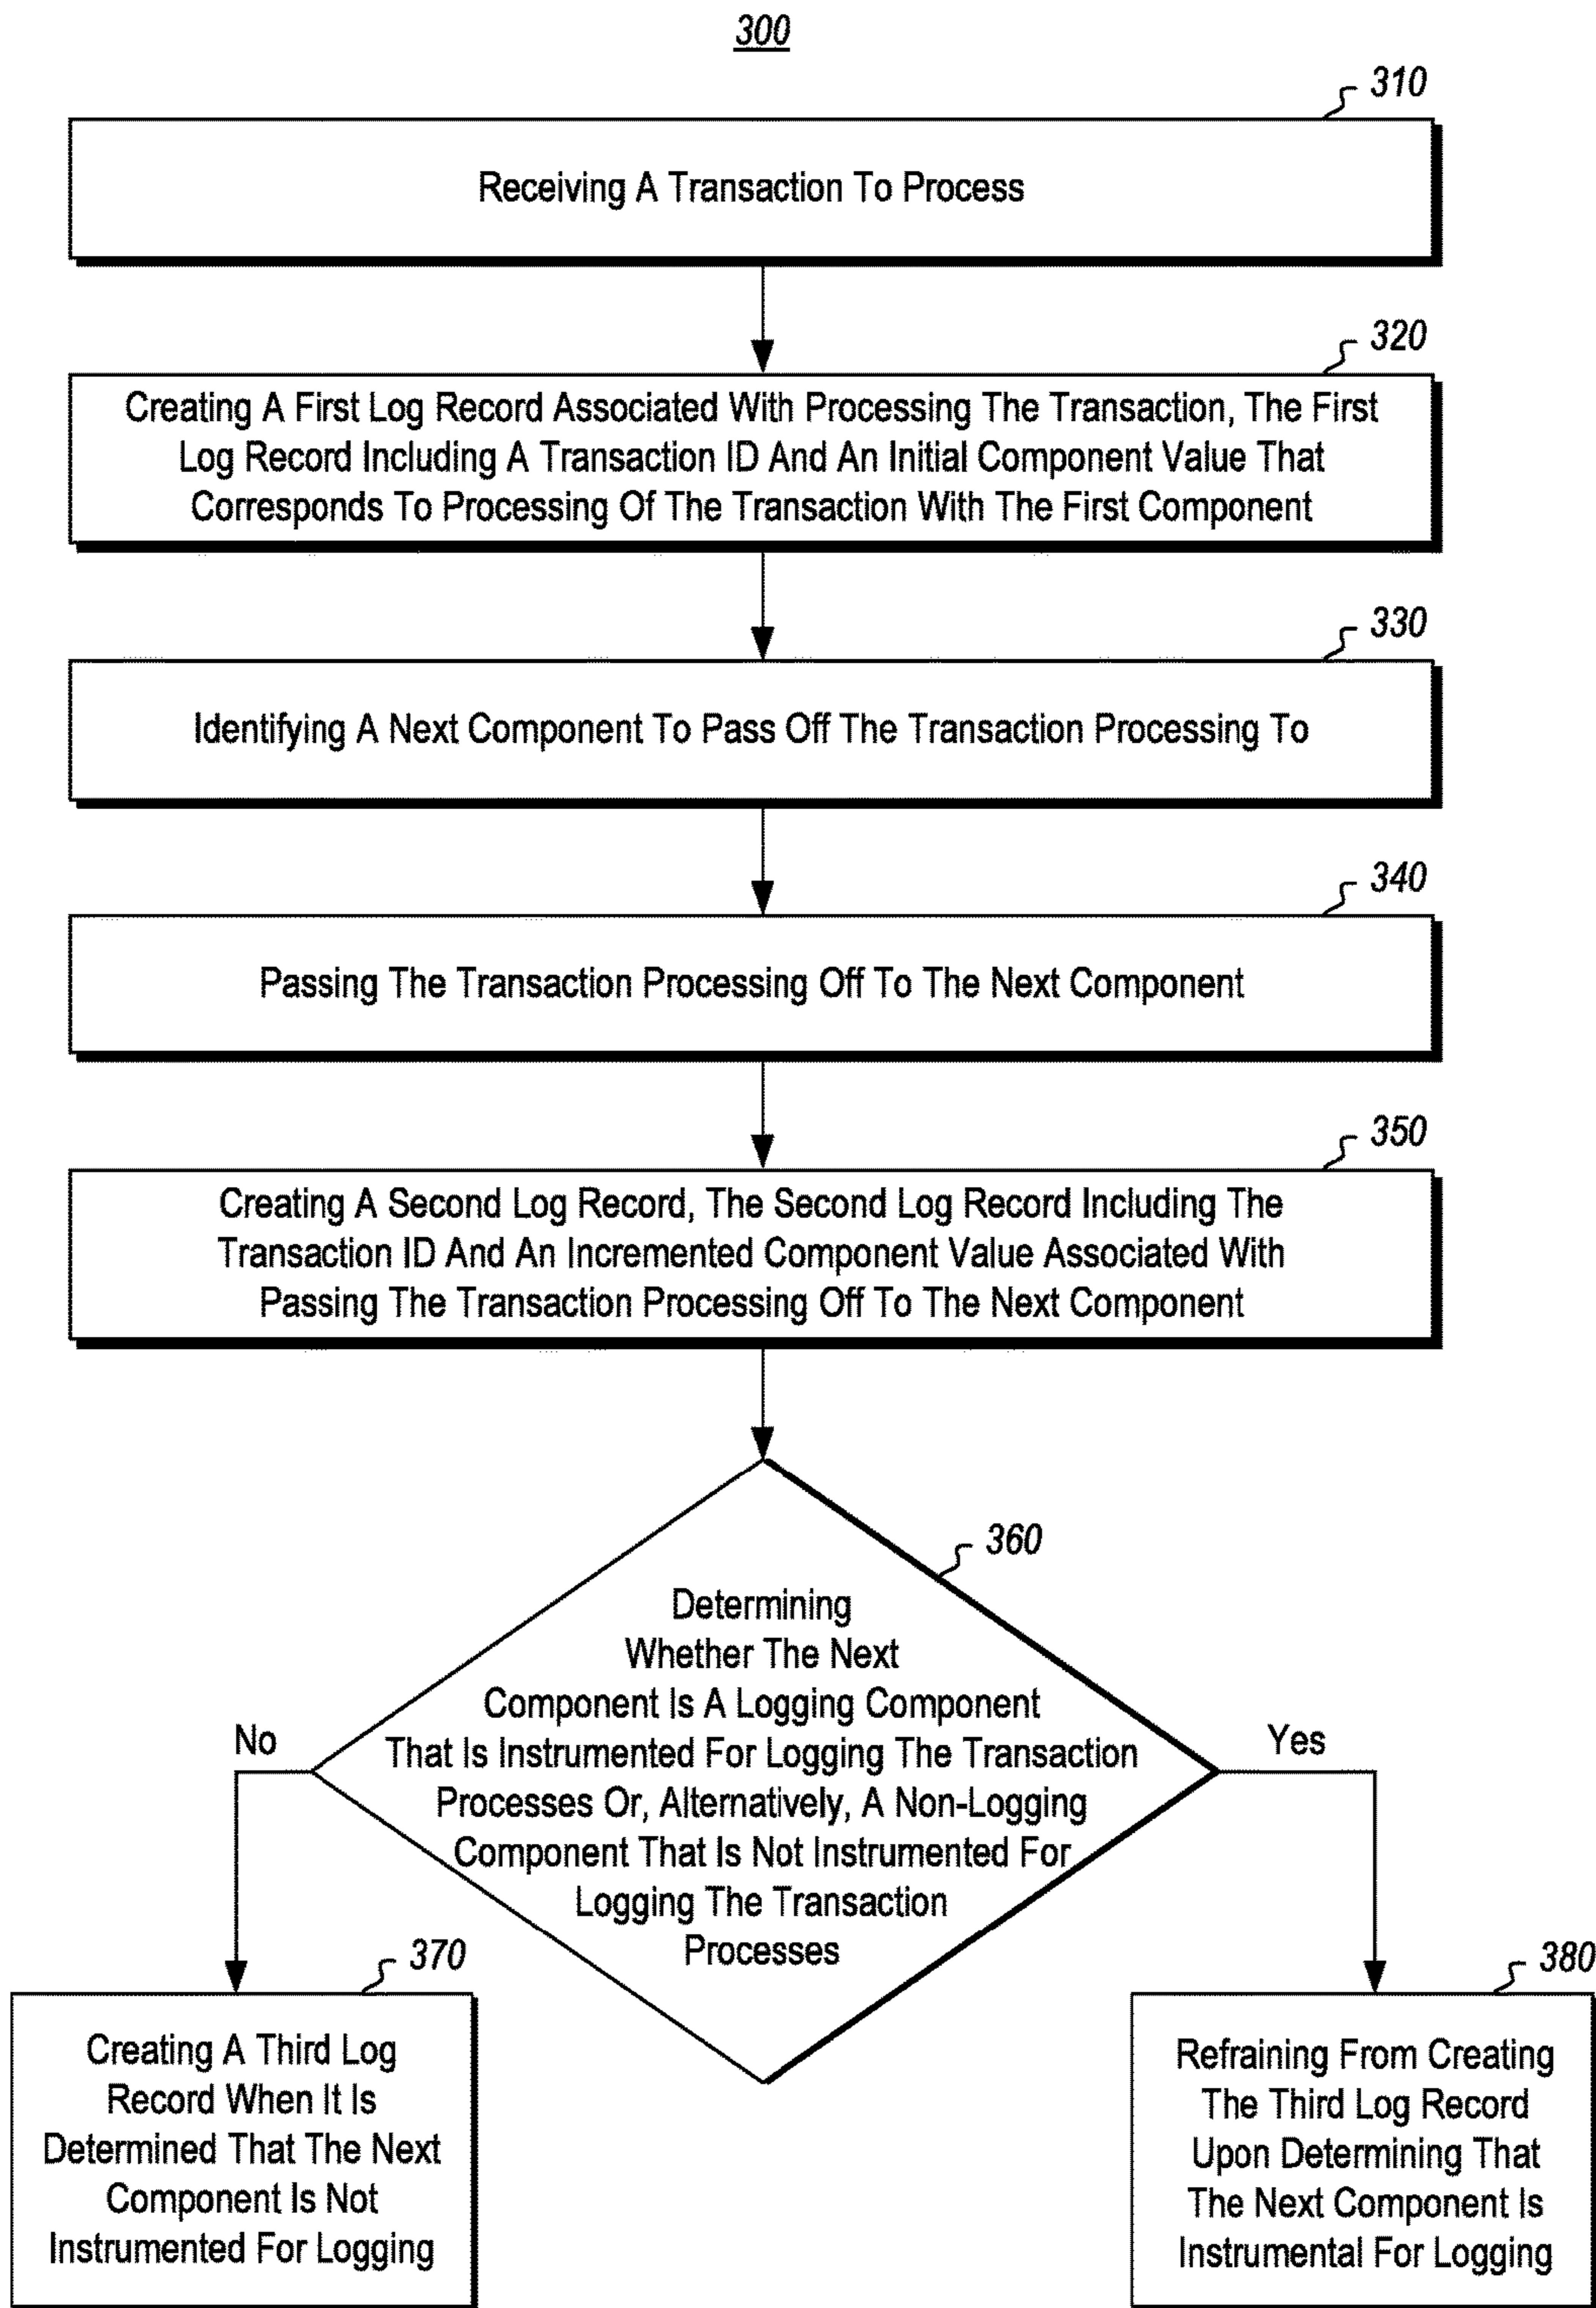 300
310
Receiving A Transaction To Process
320
Creating A First Log Record Associated With Processing The Transaction, The First
Log Record Including A Transaction ID And An Initial Component Value That
Corresponds To Processing Of The Transaction With The First Component
330
Identifying A Next Component To Pass Off The Transaction Processing To
340
Passing The Transaction Processing Off To The Next Component
350
Creating A Second Log Record, The Second Log Record Including The
Transaction ID And An Incremented Component Value Associated With
Passing The Transaction Processing Off To The Next Component
360
Determining
Whether The Next
Component Is A Logging Component
That Is Instrumented For Logging The Transaction
Processes Or, Alternatively, A Non-Logging
Component That Is Not Instrumented For
Logging The Transaction
Processes
No
Yes
370
Creating A Third Log
Record When It Is
Determined That The Next
Component Is Not
Instrumented For Logging
380
Refraining From Creating
The Third Log Record
Upon Determining That
The Next Component Is
Instrumental For Logging